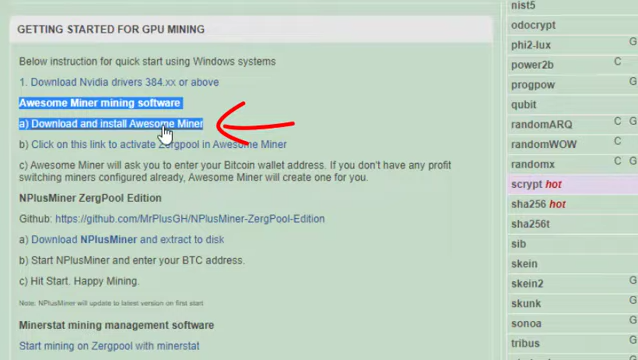 GETTING STARTED FOR GPU MINING
Below instruction for quick start using Windows systems
1. Download Nvidia drivers 384.xx or above
Awesome Miner mining software
a) Download and install Awesome Miner
b) Click on this link to activate Zergpool in Awesome Miner
c) Awesome Miner will ask you to enter your Bitcoin wallet address. If you don't have any profit
switching miners configured already, Awesome Miner will create one for you.
NPlusMiner ZergPool Edition
Github: https://github.com/MrPlusGH/NPlusMiner-ZergPool-Edition
a) Download NPlusMiner and extract to disk
b) Start NPlusMiner and enter your BTC address.
c) Hit Start. Happy Mining.
Note. NPlusMiner will update to latest version on first start
Minerstat mining management software
Start mining on Zergpool with minerstat
nist5
odocrypt
phi2-lux G
power2b C
progpow G
qubit
randomARQ C G
randomWOW C
randomx C G
scrypt hot
sha256 hot
sha256t
sib
skein
skein2 G
skunk G
sonoa G
tribus G